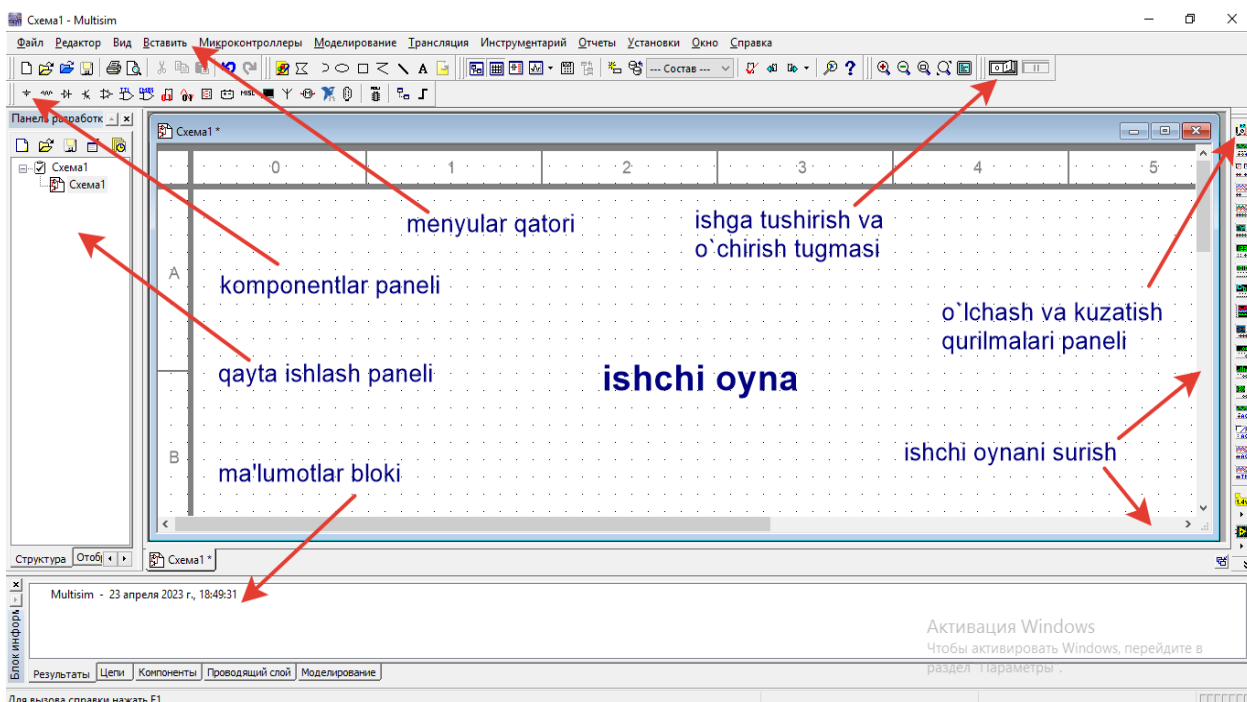 Схема1 - Multisim
Файл Редактор Вид Вставить Микроконтроллеры Моделирование Трансляция Инструментарий Отчеты Установки Окно Справка
--- Состав ---
MISC
Панель разработк
Схема1 *
Схема1
Схема1
0 1 2 3 4 5
menyular qatori
ishga tushirish va
o`chirish tugmasi
A
komponentlar paneli
o`lchash va kuzatish
qurilmalari paneli
qayta ishlash paneli
ishchi oyna
B
ma'lumotlar bloki
ishchi oynani surish
Структура Отоб
Схема1 *
Multisim - 23 апреля 2023 г., 18:49:31
Блок информ
Активация Windows
Чтобы активировать Windows, перейдите в
раздел "Параметры".
Результаты Цепи Компоненты Проводящий слой Моделирование
Для вызова справки нажать F1